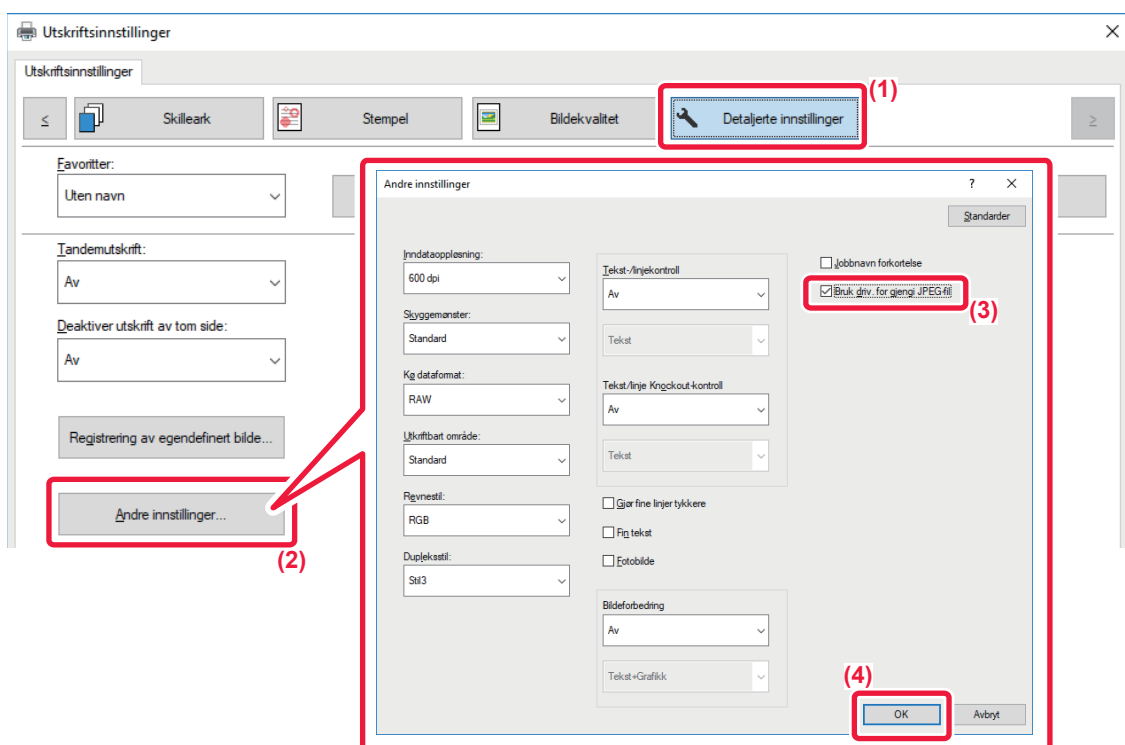 Utskriftsinnstillinger
Utskriftsinnstillinger
(1)
<
Skilleark
Stempel
Bildekvalitet
Detaljerte innstillinger
>
Favoritter:
Uten navn
Tandemutskrift:
Av
Deaktiver utskrift av tom side:
Av
Registrering av egendefinert bilde...
Andre innstillinger...
(2)
Andre innstillinger
?
Standarder
Inndataoppløsning:
600 dpi
Skyggemønster:
Standard
Kø dataformat:
RAW
Utkriftbart område:
Standard
Revnestil:
RGB
Dupleksstil:
Stil3
Tekst-/linjekontroll
Av
Tekst
Tekst/linje Knockout-kontroll
Av
Tekst
Gjør fine linjer tykkere
Fin tekst
Fotobilde
Bildeforbedring
Av
Tekst+Grafikk
Jobbnavn forkortelse
Bruk driv. for gjengi JPEG-fil
(3)
(4)
OK
Avbryt